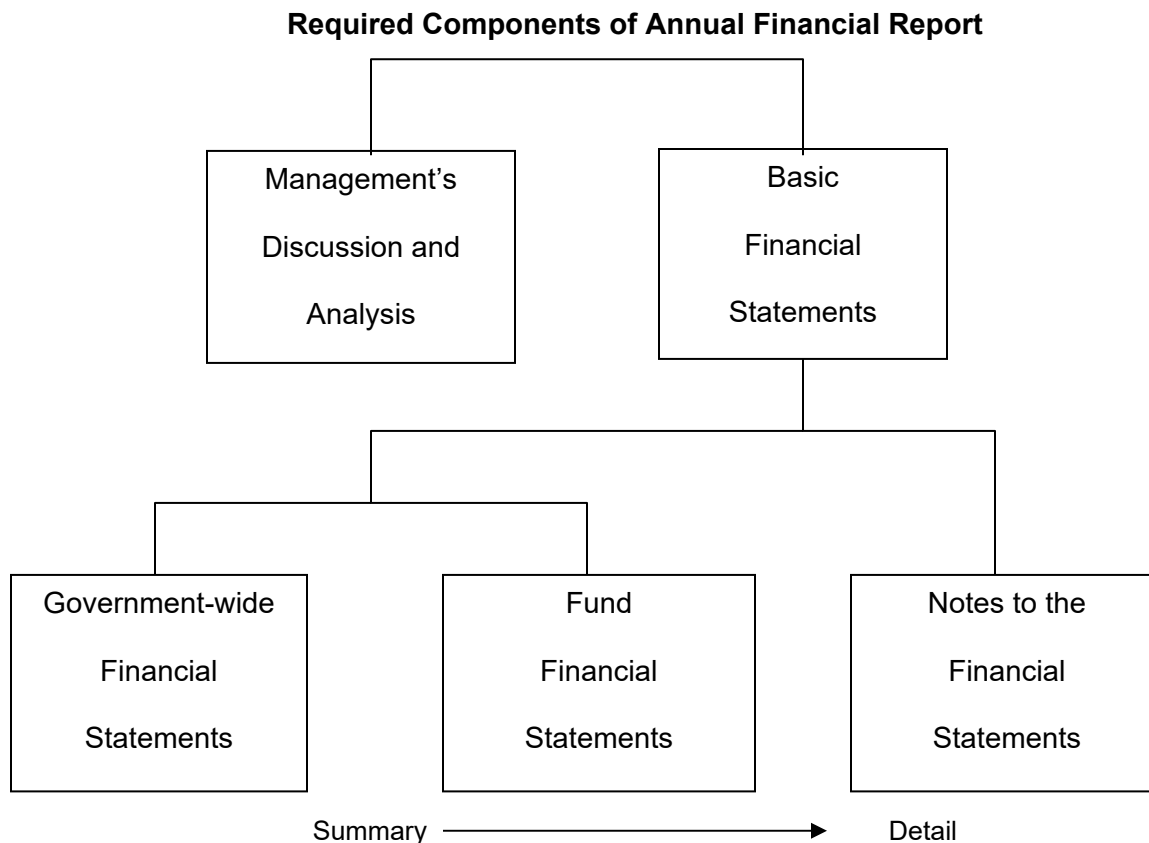 Required Components of Annual Financial Report
Management’s
Discussion and
Analysis
Basic
Financial
Statements
Government-wide
Financial
Statements
Fund
Financial
Statements
Notes to the
Financial
Statements
Summary
Detail